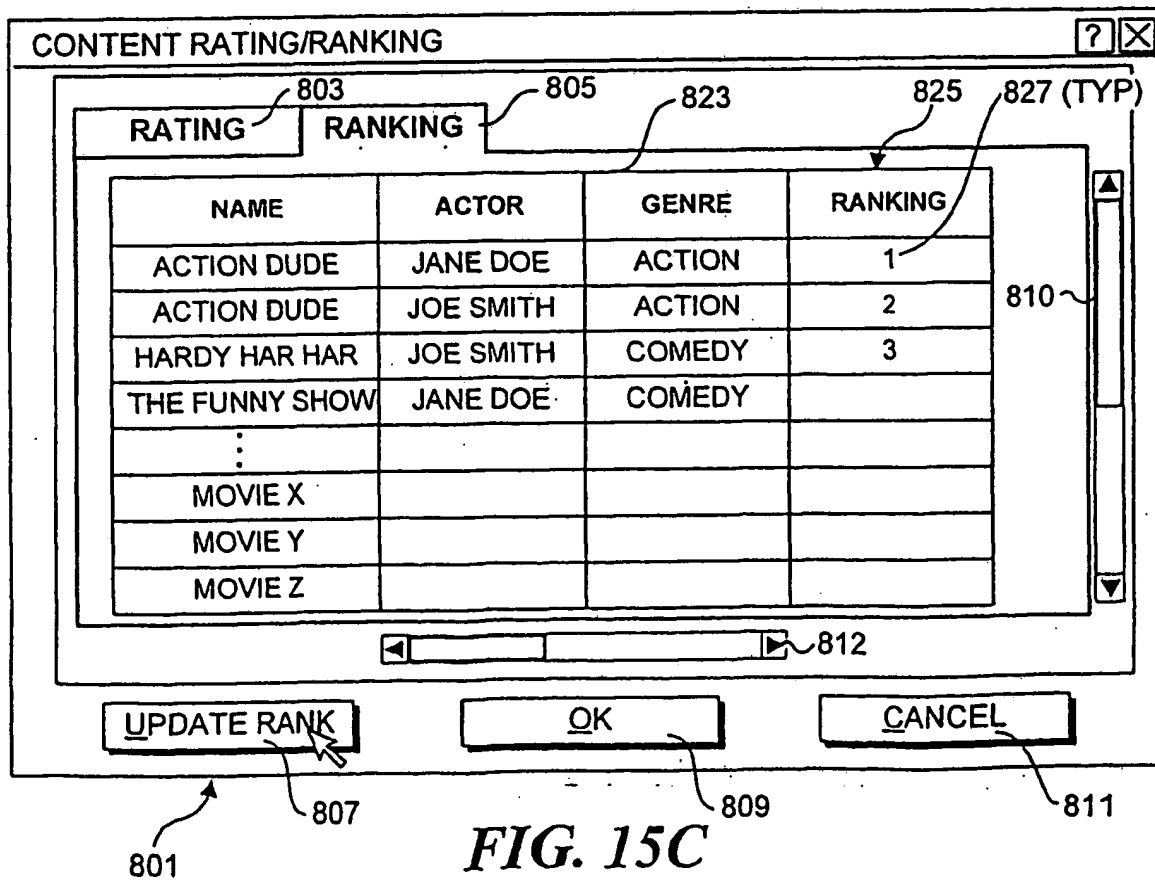 CONTENT RATING/RANKING ?
803 805 823 825 827 (TYP)
RATING RANKING
NAME ACTOR GENRE RANKING
ACTION DUDE JANE DOE ACTION 1
ACTION DUDE JOE SMITH ACTION 2
810
HARDY HAR HAR JOE SMITH COMEDY 3
THE FUNNY SHOW JANE DOE COMEDY
MOVIE X
MOVIE Y
MOVIE Z
812
UPDATE RANK OK CANCEL
807 809 811
801
FIG. 15C